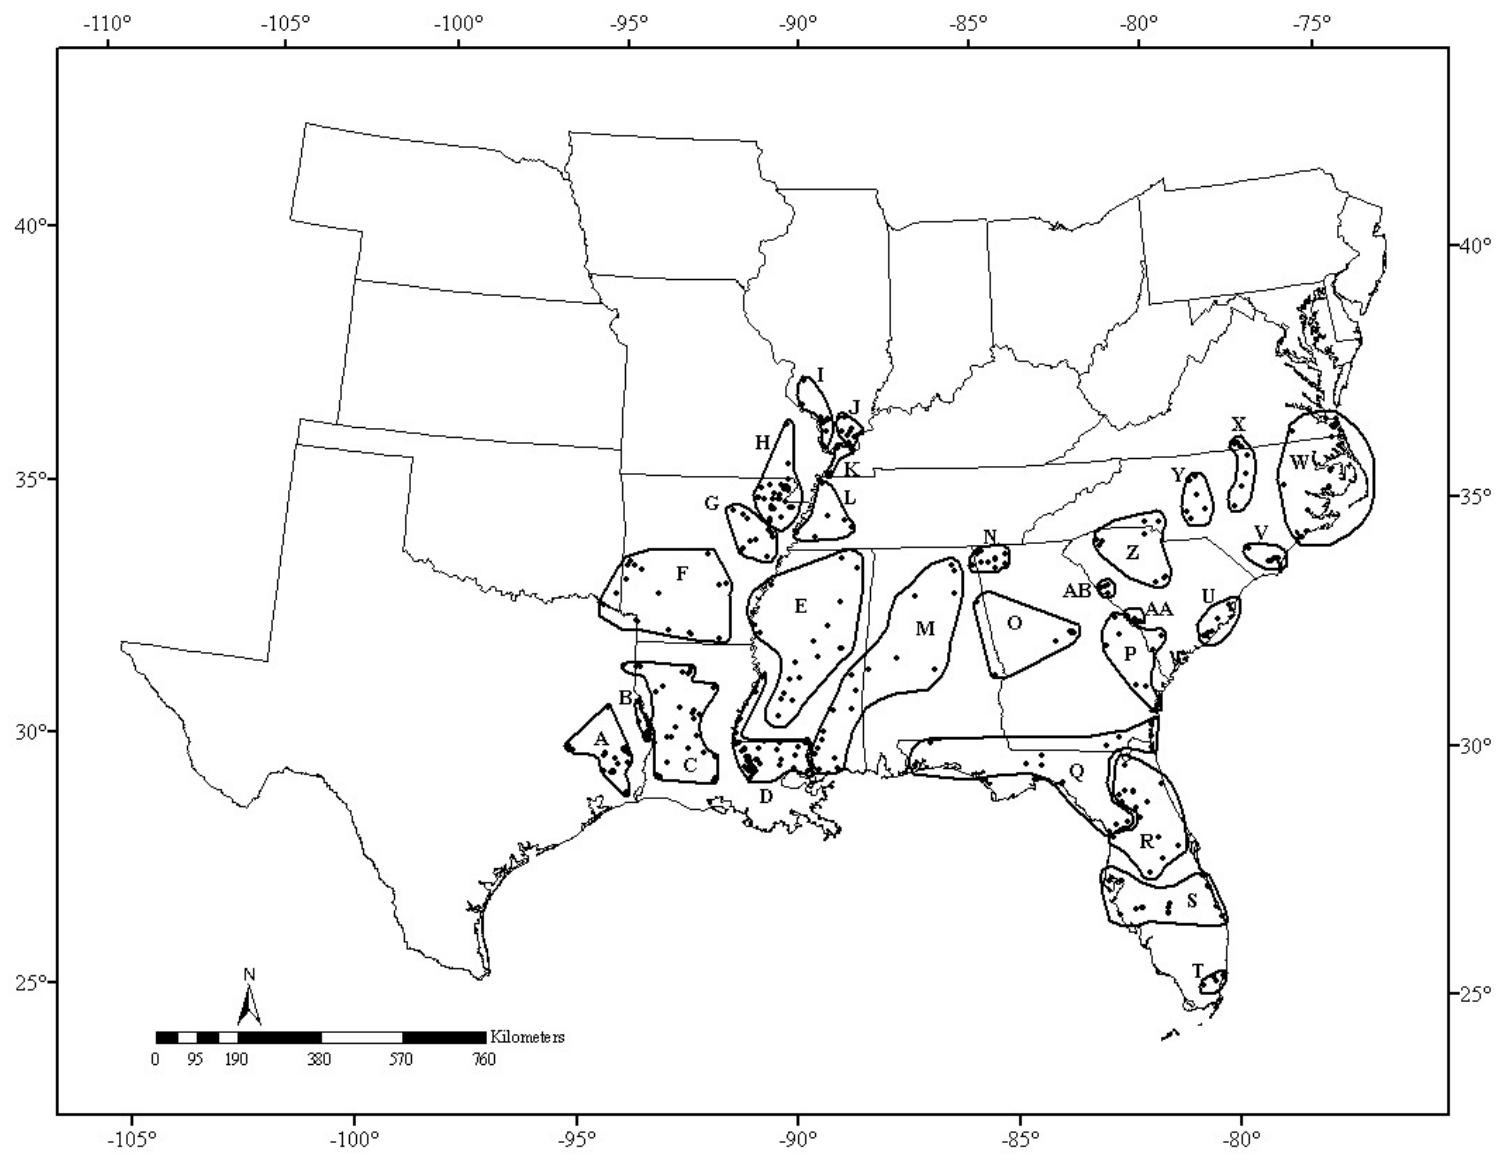 -110° -105° -100° -95° -90° -85° -80° -75°
40° 40°
I
J
X
H
K
W
35° 35°
Y
L
G
N
V
Z
F
AB
U
E
AA
O
M
P
B
30° 30°
A
C
Q
D
R
S
T
N
25° 25°
Kilometers
0 95 190 380 570 760
-105° -100° -95° -90° -85° -80°